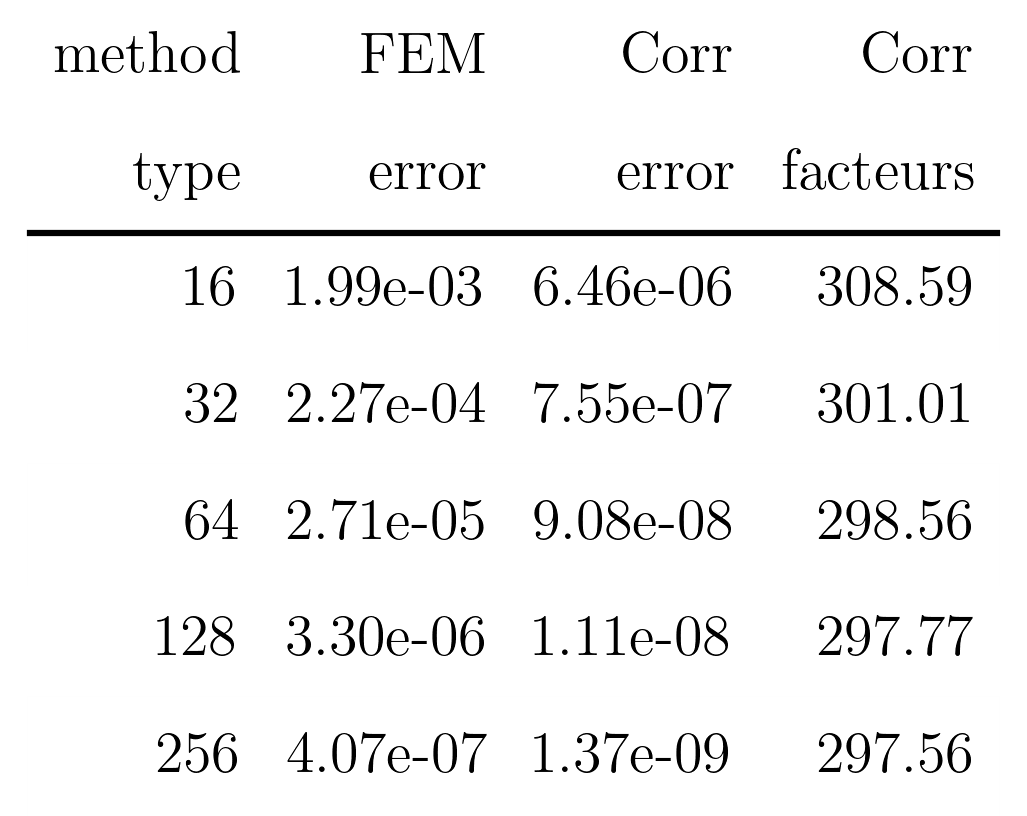 method FEM Corr Corr
type error error facteurs
16 1.99e-03 6.46e-06 308.59
32 2.27e-04 7.55e-07 301.01
64 2.71e-05 9.08e-08 298.56
128 3.30e-06 1.11e-08 297.77
256 4.07e-07 1.37e-09 297.56